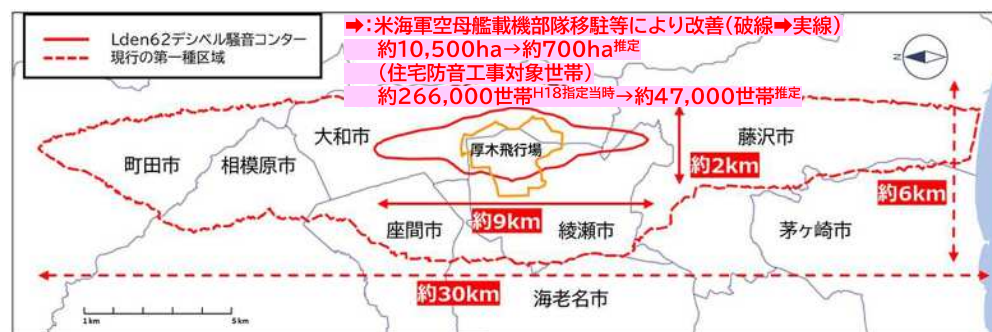 Lden62デシベル騒音コンター
現行の第一種区域
➡:米海軍空母艦載機部隊移駐等により改善(破線➡実線)
約10,500ha→約700ha推定
(住宅防音工事対象世帯)
約266,000世帯H18指定当時→約47,000世帯推定
N
大和市
厚木飛行場
藤沢市
町田市
相模原市
約2km
約6km
約9km
座間市
綾瀬市
茅ヶ崎市
約30km
海老名市
1km
5km